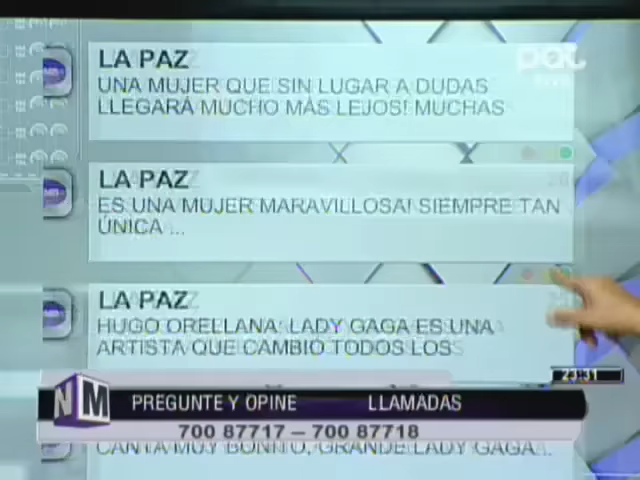 LA PAZ
UNA MUJER QUE SIN LUGAR A DUDAS
LLEGARÁ MUCHO MÁS LEJOS! MUCHAS
pat
LA PAZ
ES UNA MUJER MARAVILLOSA! SIEMPRE TAN
ÚNICA ...
LA PAZ
HUGO ORELLANA: LADY GAGA ES UNA
ARTISTA QUE CAMBIO TODOS LOS
23:31
NM
PREGUNTE Y OPINE LLAMADAS
700 87717 – 700 87718
CANTA MUY BONITO, GRANDE LADY GAGA...